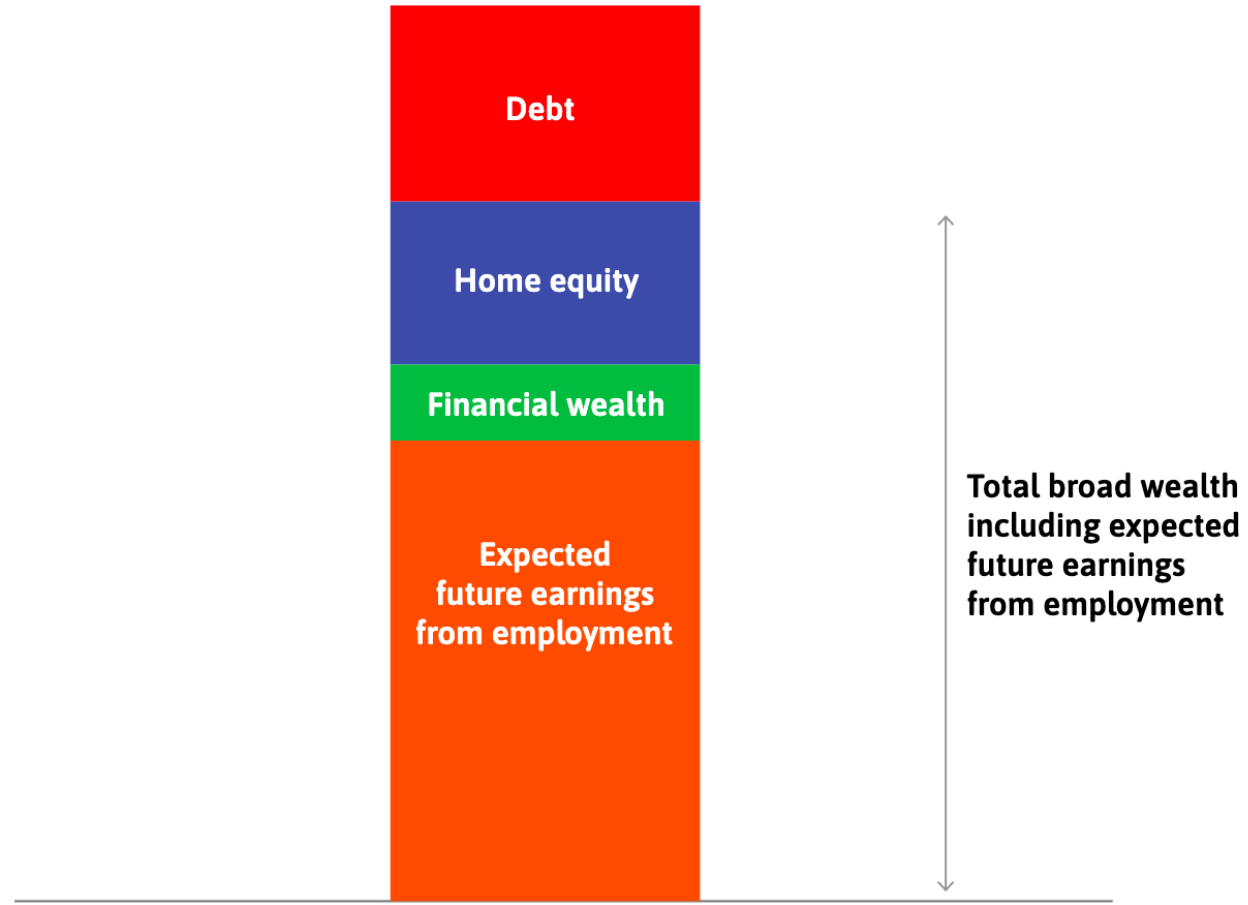 Debt
Home equity
Financial wealth
Expected
future earnings
from employment
Total broad wealth
including expected
future earnings
from employment